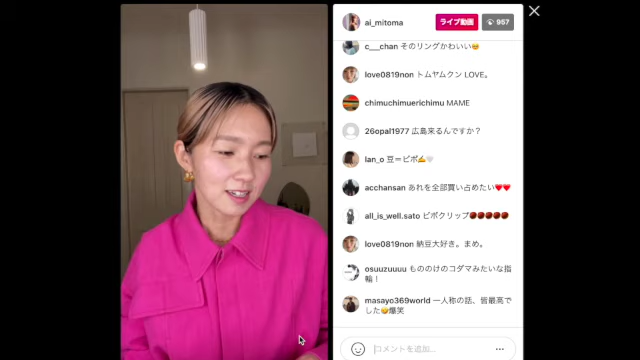 ai_mitoma
ライブ動画
957
c___chan そのリングかわいい🥹
love0819non トムヤムクン LOVE。
chimuchimuerichimu MAME
26opal1977 広島来るんですか？
lan_o 豆＝ピポ✍️🤍
acchansan あれを全部買い占めたい❤️❤️
all_is_well.sato ピポクリップ🌰🌰🌰🌰🌰
love0819non 納豆大好き。まめ。
osuuzuuuu もののけのコダマみたいな指
輪！
masayo369world 一人称の話、皆最高で
した🤣爆笑
コメントを追加...